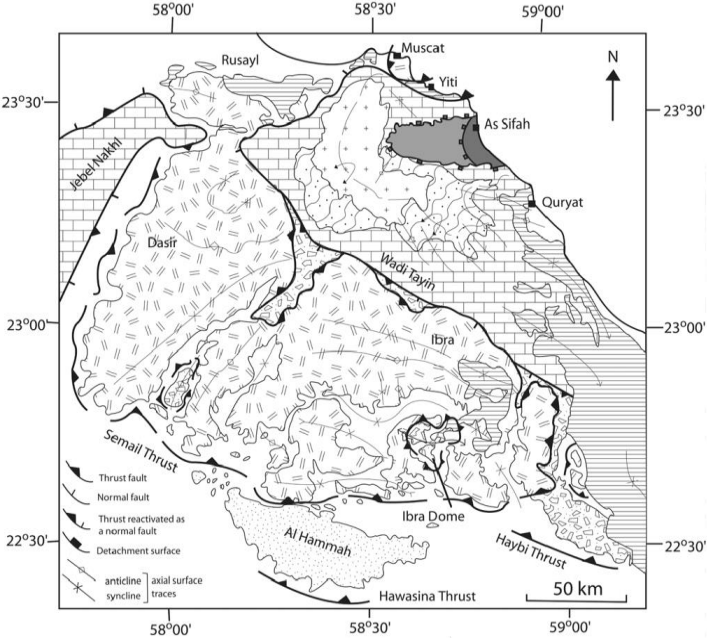 58°00'
58°30'
59°00'
Rusayl
Muscat
N
Yiti
23°30'
23°30'
As Sifah
Jebel Nakhl
Quryat
Dasir
Wadi Tayin
23°00'
23°00'
Ibra
Semail Thrust
Thrust fault
Normal fault
Thrust reactivated as
a normal fault
Ibra Dome
Detachment surface
Al Hammah
22°30'
22°30'
Haybi Thrust
anticline
axial surface
syncline
traces
Hawasina Thrust
50 km
58°00'
58°30'
59°00'